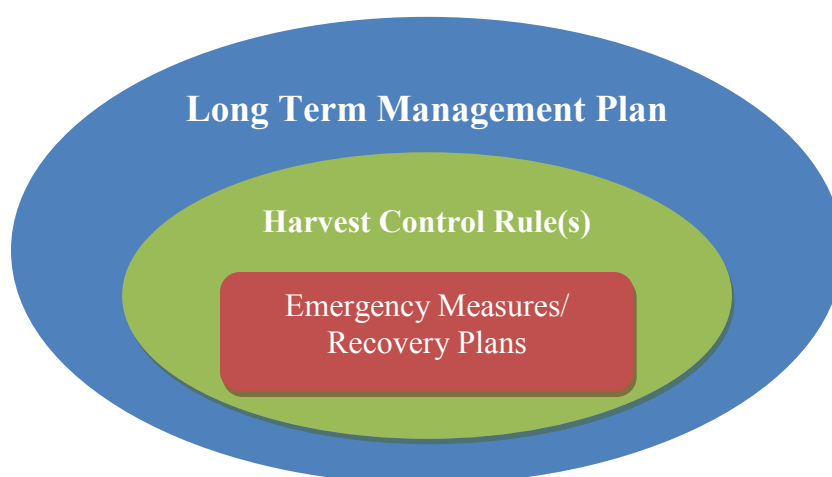 Long Term Management Plan
Harvest Control Rule(s)
Emergency Measures/
Recovery Plans